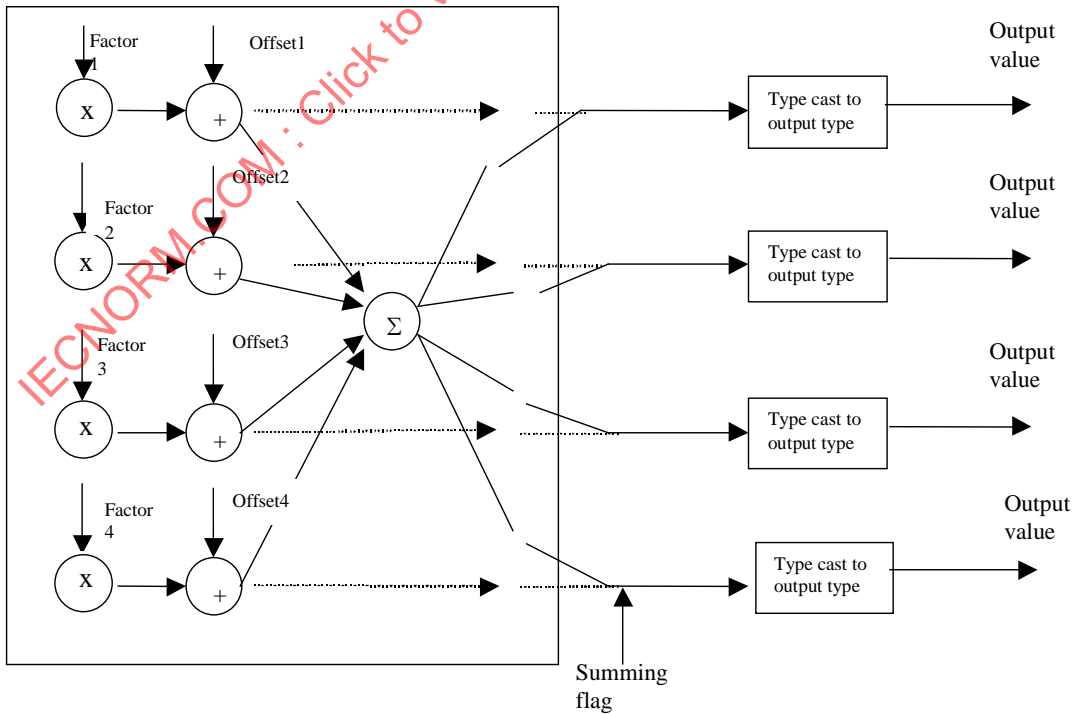 Factor
1
Offset1
Output
value
x
+
Type cast to
output type
Factor
2
Offset2
Output
value
x
+
Type cast to
output type
Σ
Factor
3
Offset3
Output
value
x
+
Type cast to
output type
Factor
4
Offset4
Output
value
x
+
Type cast to
output type
Summing
flag
IECNORM.COM : Click to